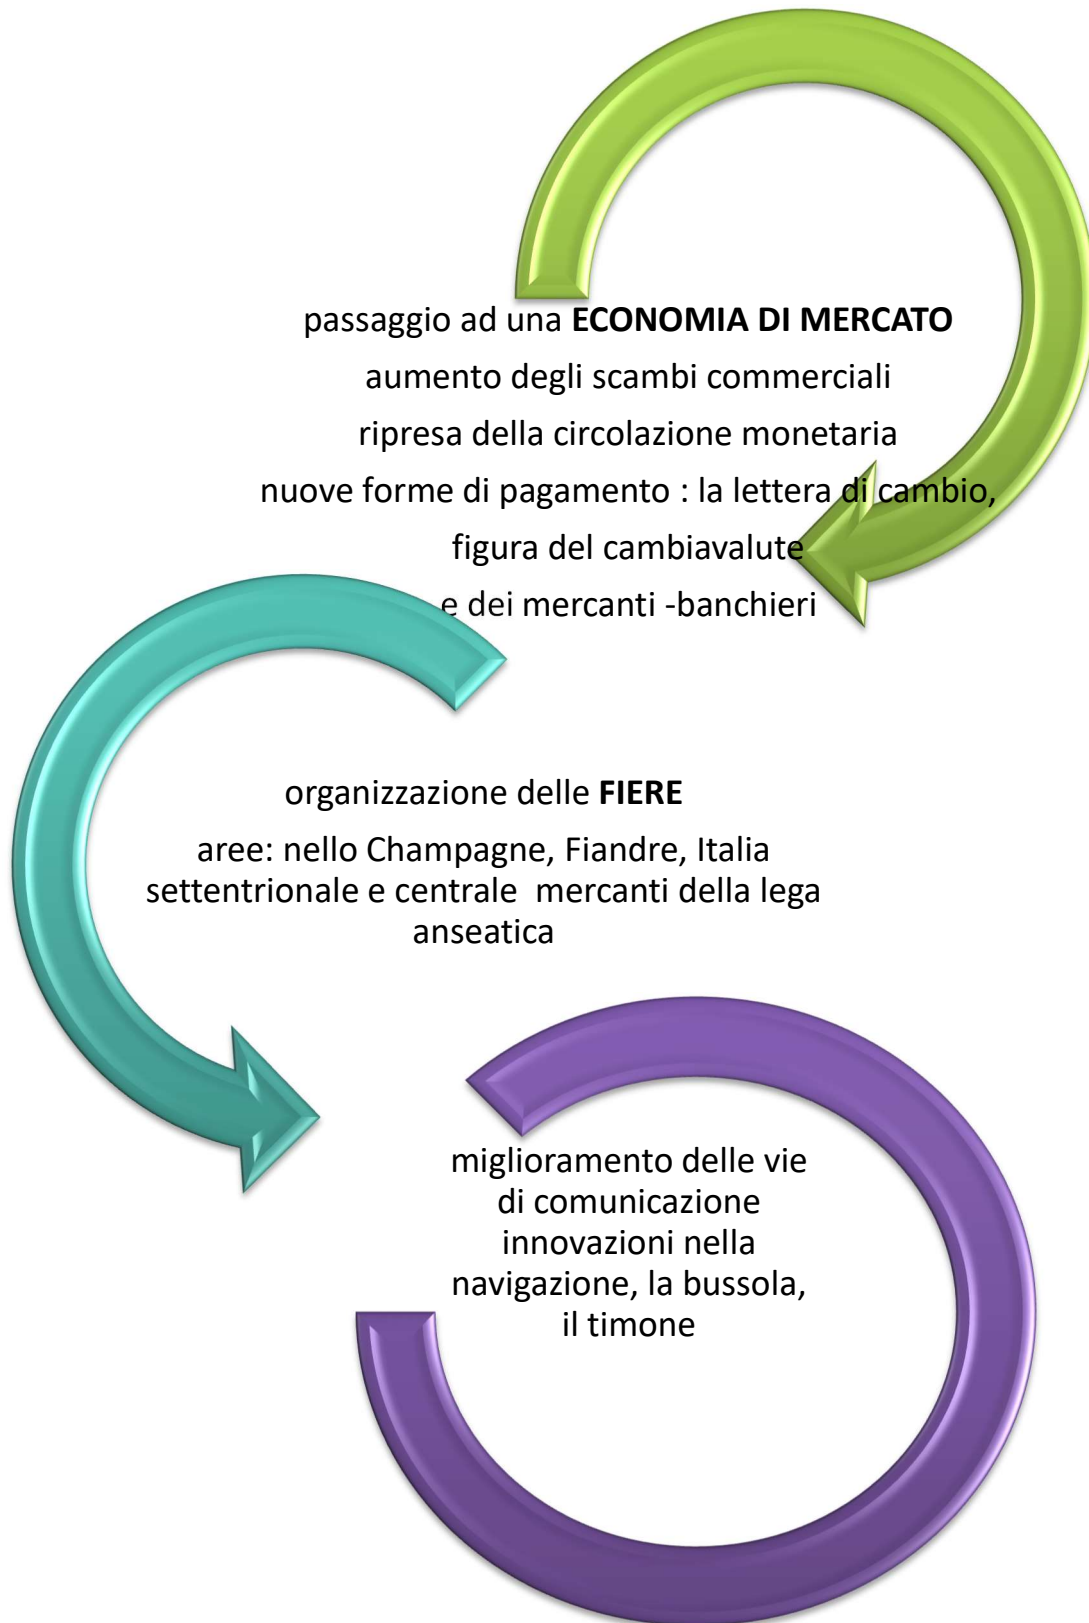 passaggio ad una ECONOMIA DI MERCATO
aumento degli scambi commerciali
ripresa della circolazione monetaria
nuove forme di pagamento : la lettera di cambio,
figura del cambiavalute
e dei mercanti -banchieri
organizzazione delle FIERE
aree: nello Champagne, Fiandre, Italia
settentrionale e centrale  mercanti della lega
anseatica
miglioramento delle vie
di comunicazione
innovazioni nella
navigazione, la bussola,
il timone